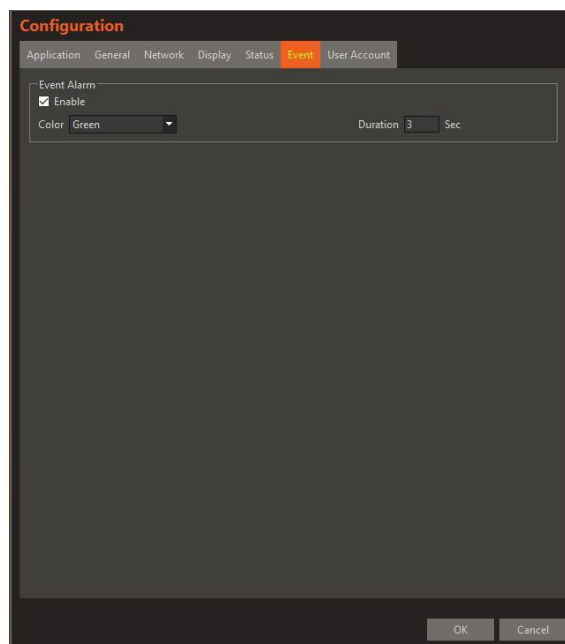 Configuration
Application General Network Display Status Event User Account
Event Alarm
Enable
Color Green Duration 3 Sec
OK Cancel